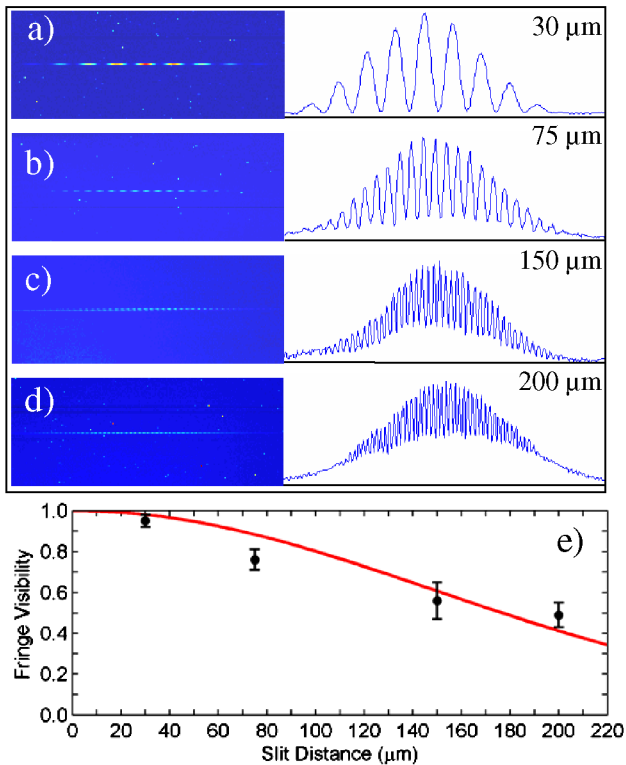 a)
30 µm
b)
75 µm
c)
150 µm
d)
200 µm
e)
1.0
0.8
0.6
0.4
0.2
0.0
Fringe Visibility
0 20 40 60 80 100 120 140 160 180 200 220
Slit Distance (µm)